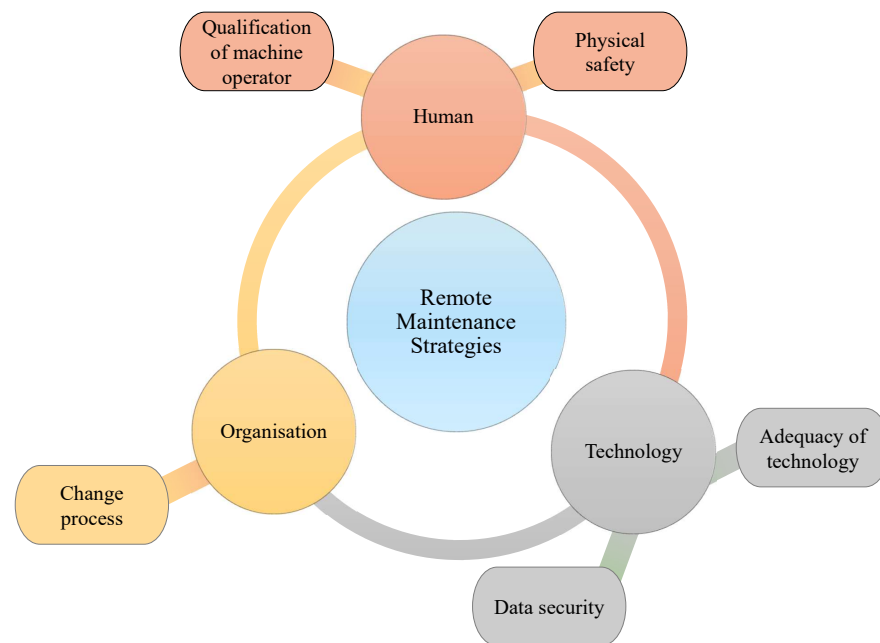 Qualification
of machine
operator
Physical
safety
Human
Remote
Maintenance
Strategies
Organisation
Technology
Adequacy of
technology
Change
process
Data security